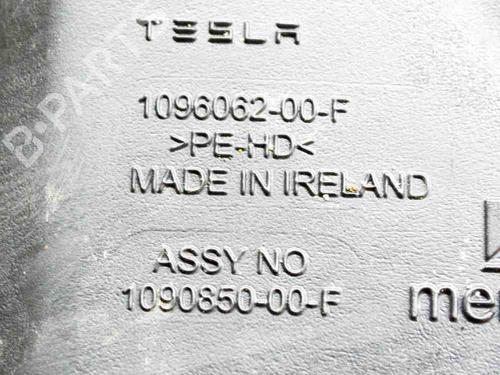 TESLA
1096062-00-F
>PE-HD<
MADE IN IRELAND
ASSY NO
1090850-00-F
B-PARTS